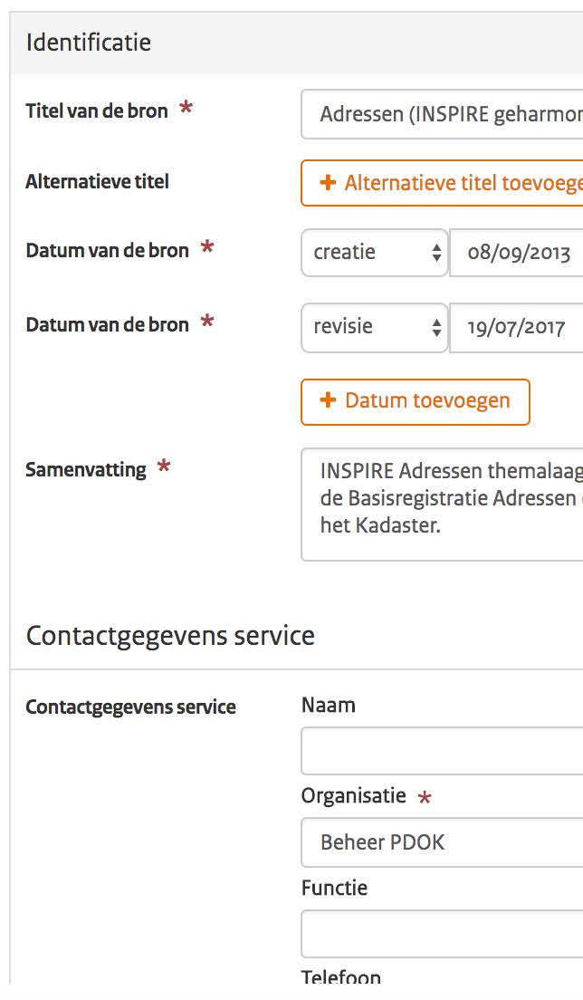 Identificatie
Titel van de bron *
Adressen (INSPIRE
Alternatieve titel
+ Alternatieve titel
Datum van de bron *
creatie
08/09/2013
Datum van de bron *
revisie
19/07/2017
+ Datum toevoegen
Samenvatting *
INSPIRE Adressen themalaag
de Basisregistratie Adressen
het Kadaster.
Contactgegevens service
Contactgegevens service
Naam
Organisatie *
Beheer PDOK
Functie
Telefoon